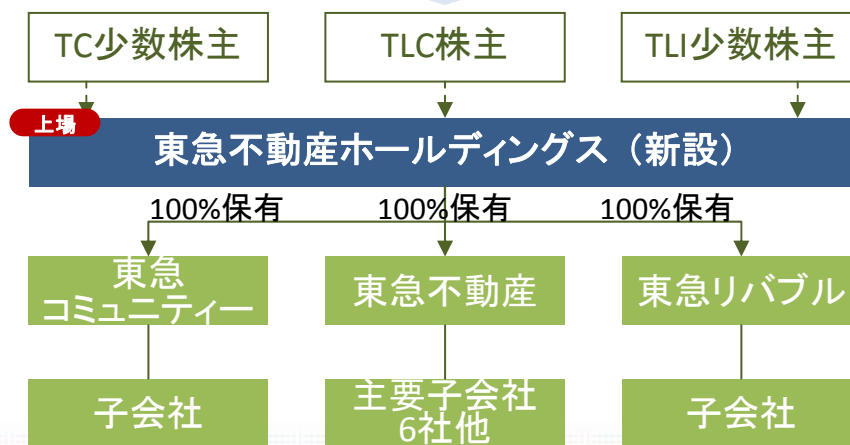 TC少数株主
TLC株主
TLI少数株主
上場
東急不動産ホールディングス（新設）
100%保有
100%保有
100%保有
東急
コミュニティー
東急不動産
東急リバブル
子会社
主要子会社
6社他
子会社